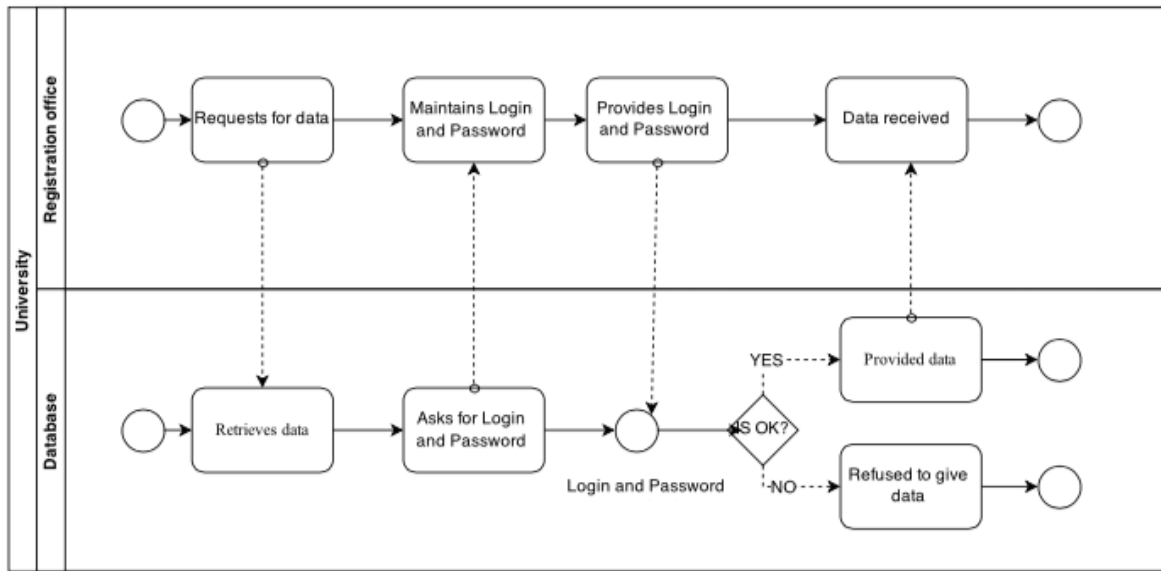 University
Registration office
Requests for data
Maintains Login
and Password
Provides Login
and Password
Data received
Database
Retrieves data
Asks for Login
and Password
Login and Password
IS OK?
YES
NO
Provided data
Refused to give
data